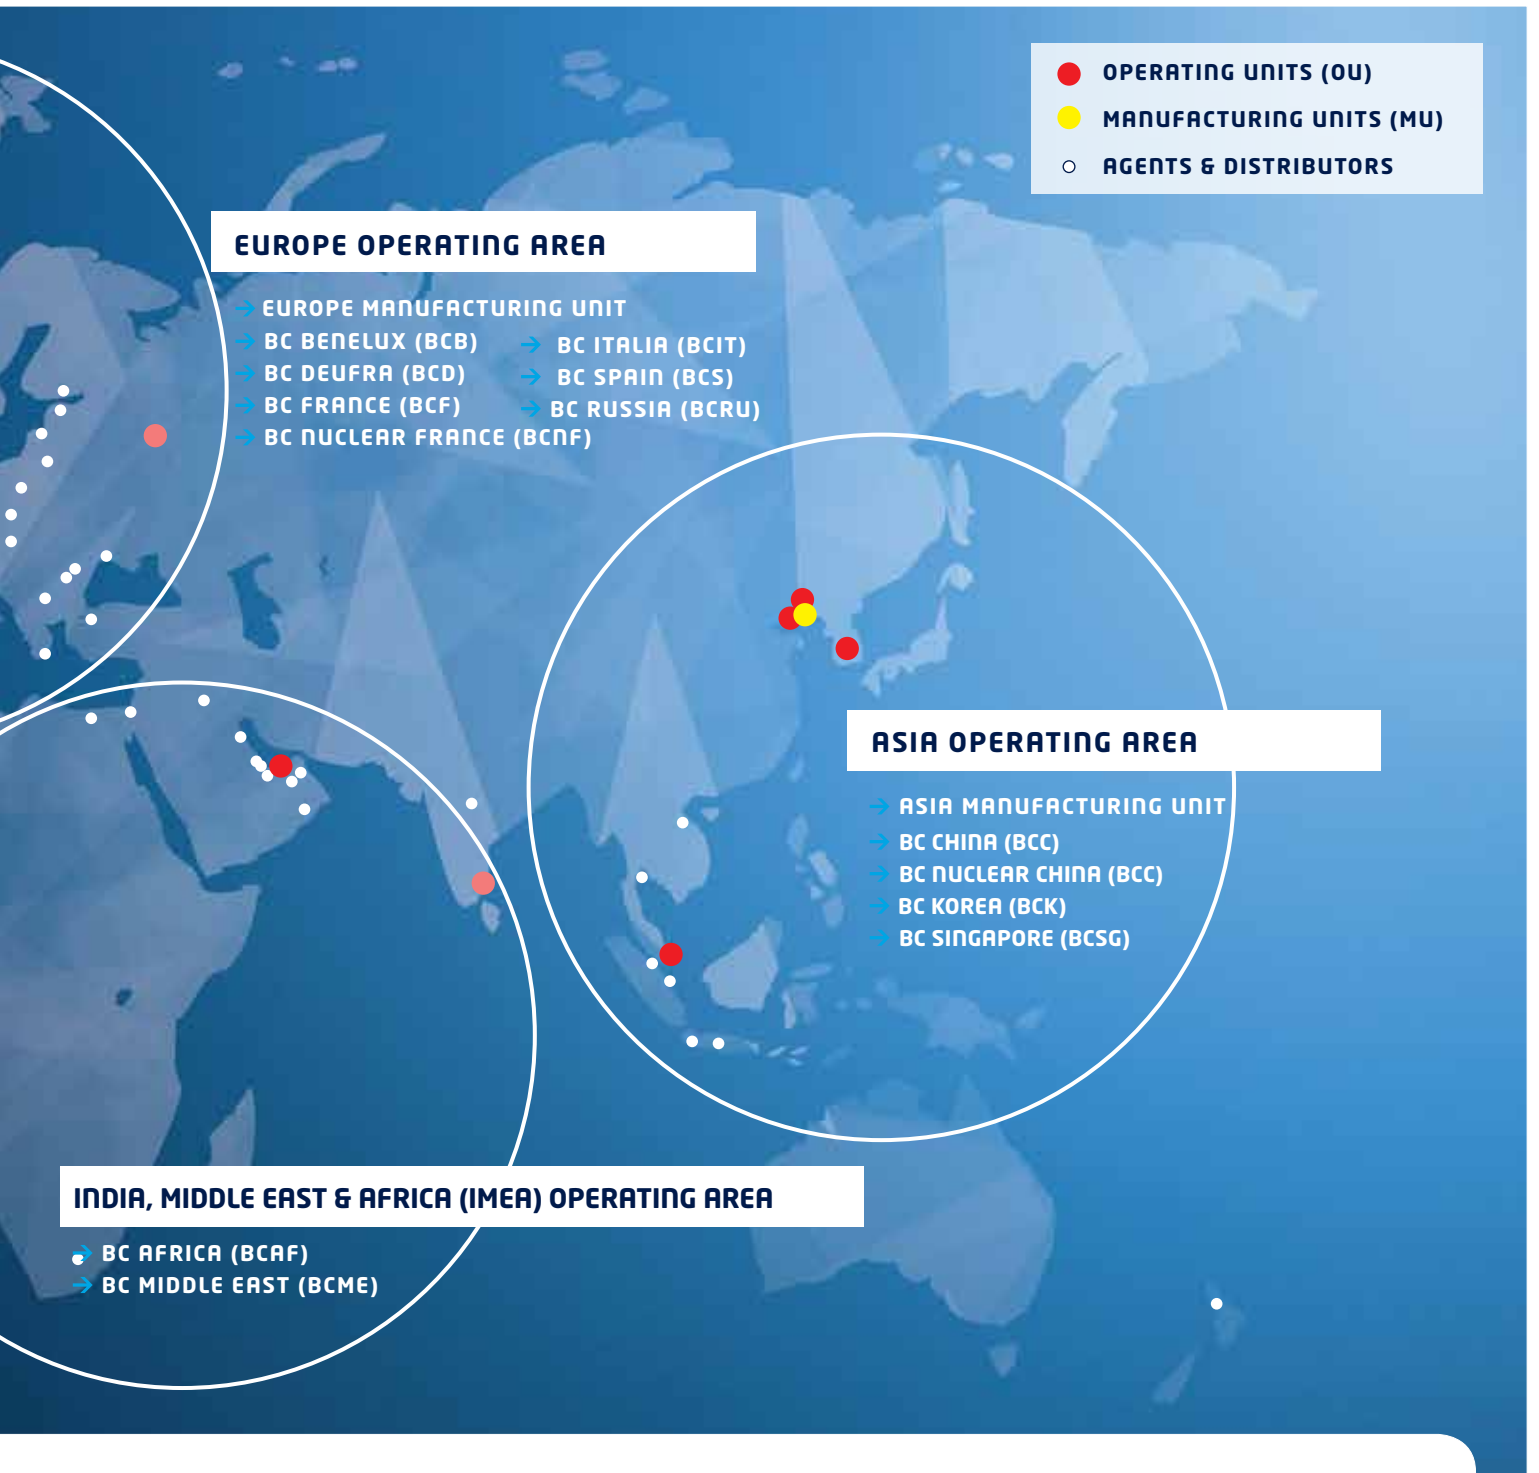 OPERATING UNITS (OU)
MANUFACTURING UNITS (MU)
AGENTS & DISTRIBUTORS
EUROPE OPERATING AREA
→ EUROPE MANUFACTURING UNIT
→ BC BENELUX (BCB)
→ BC DEUFRA (BCD)
→ BC FRANCE (BCF)
→ BC NUCLEAR FRANCE (BCNF)
→ BC ITALIA (BCIT)
→ BC SPAIN (BCS)
→ BC RUSSIA (BCRU)
ASIA OPERATING AREA
→ ASIA MANUFACTURING UNIT
→ BC CHINA (BCC)
→ BC NUCLEAR CHINA (BCC)
→ BC KOREA (BCK)
→ BC SINGAPORE (BCSG)
INDIA, MIDDLE EAST & AFRICA (IMEA) OPERATING AREA
→ BC AFRICA (BCAF)
→ BC MIDDLE EAST (BCME)